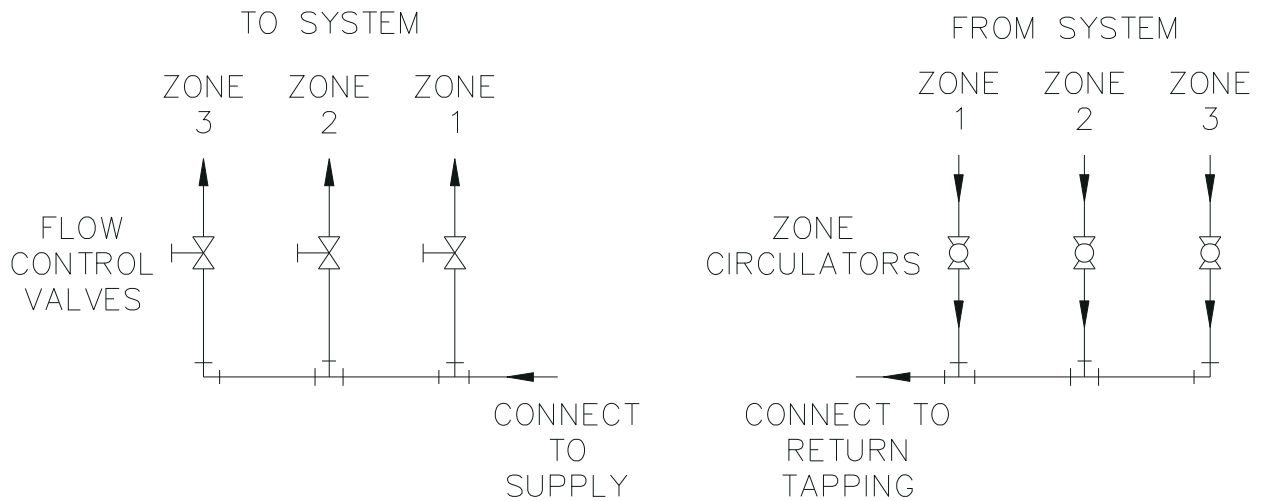 TO SYSTEM
ZONE
3
ZONE
2
ZONE
1
FLOW
CONTROL
VALVES
CONNECT
TO
SUPPLY
FROM SYSTEM
ZONE
1
ZONE
2
ZONE
3
ZONE
CIRCULATORS
CONNECT TO
RETURN
TAPPING